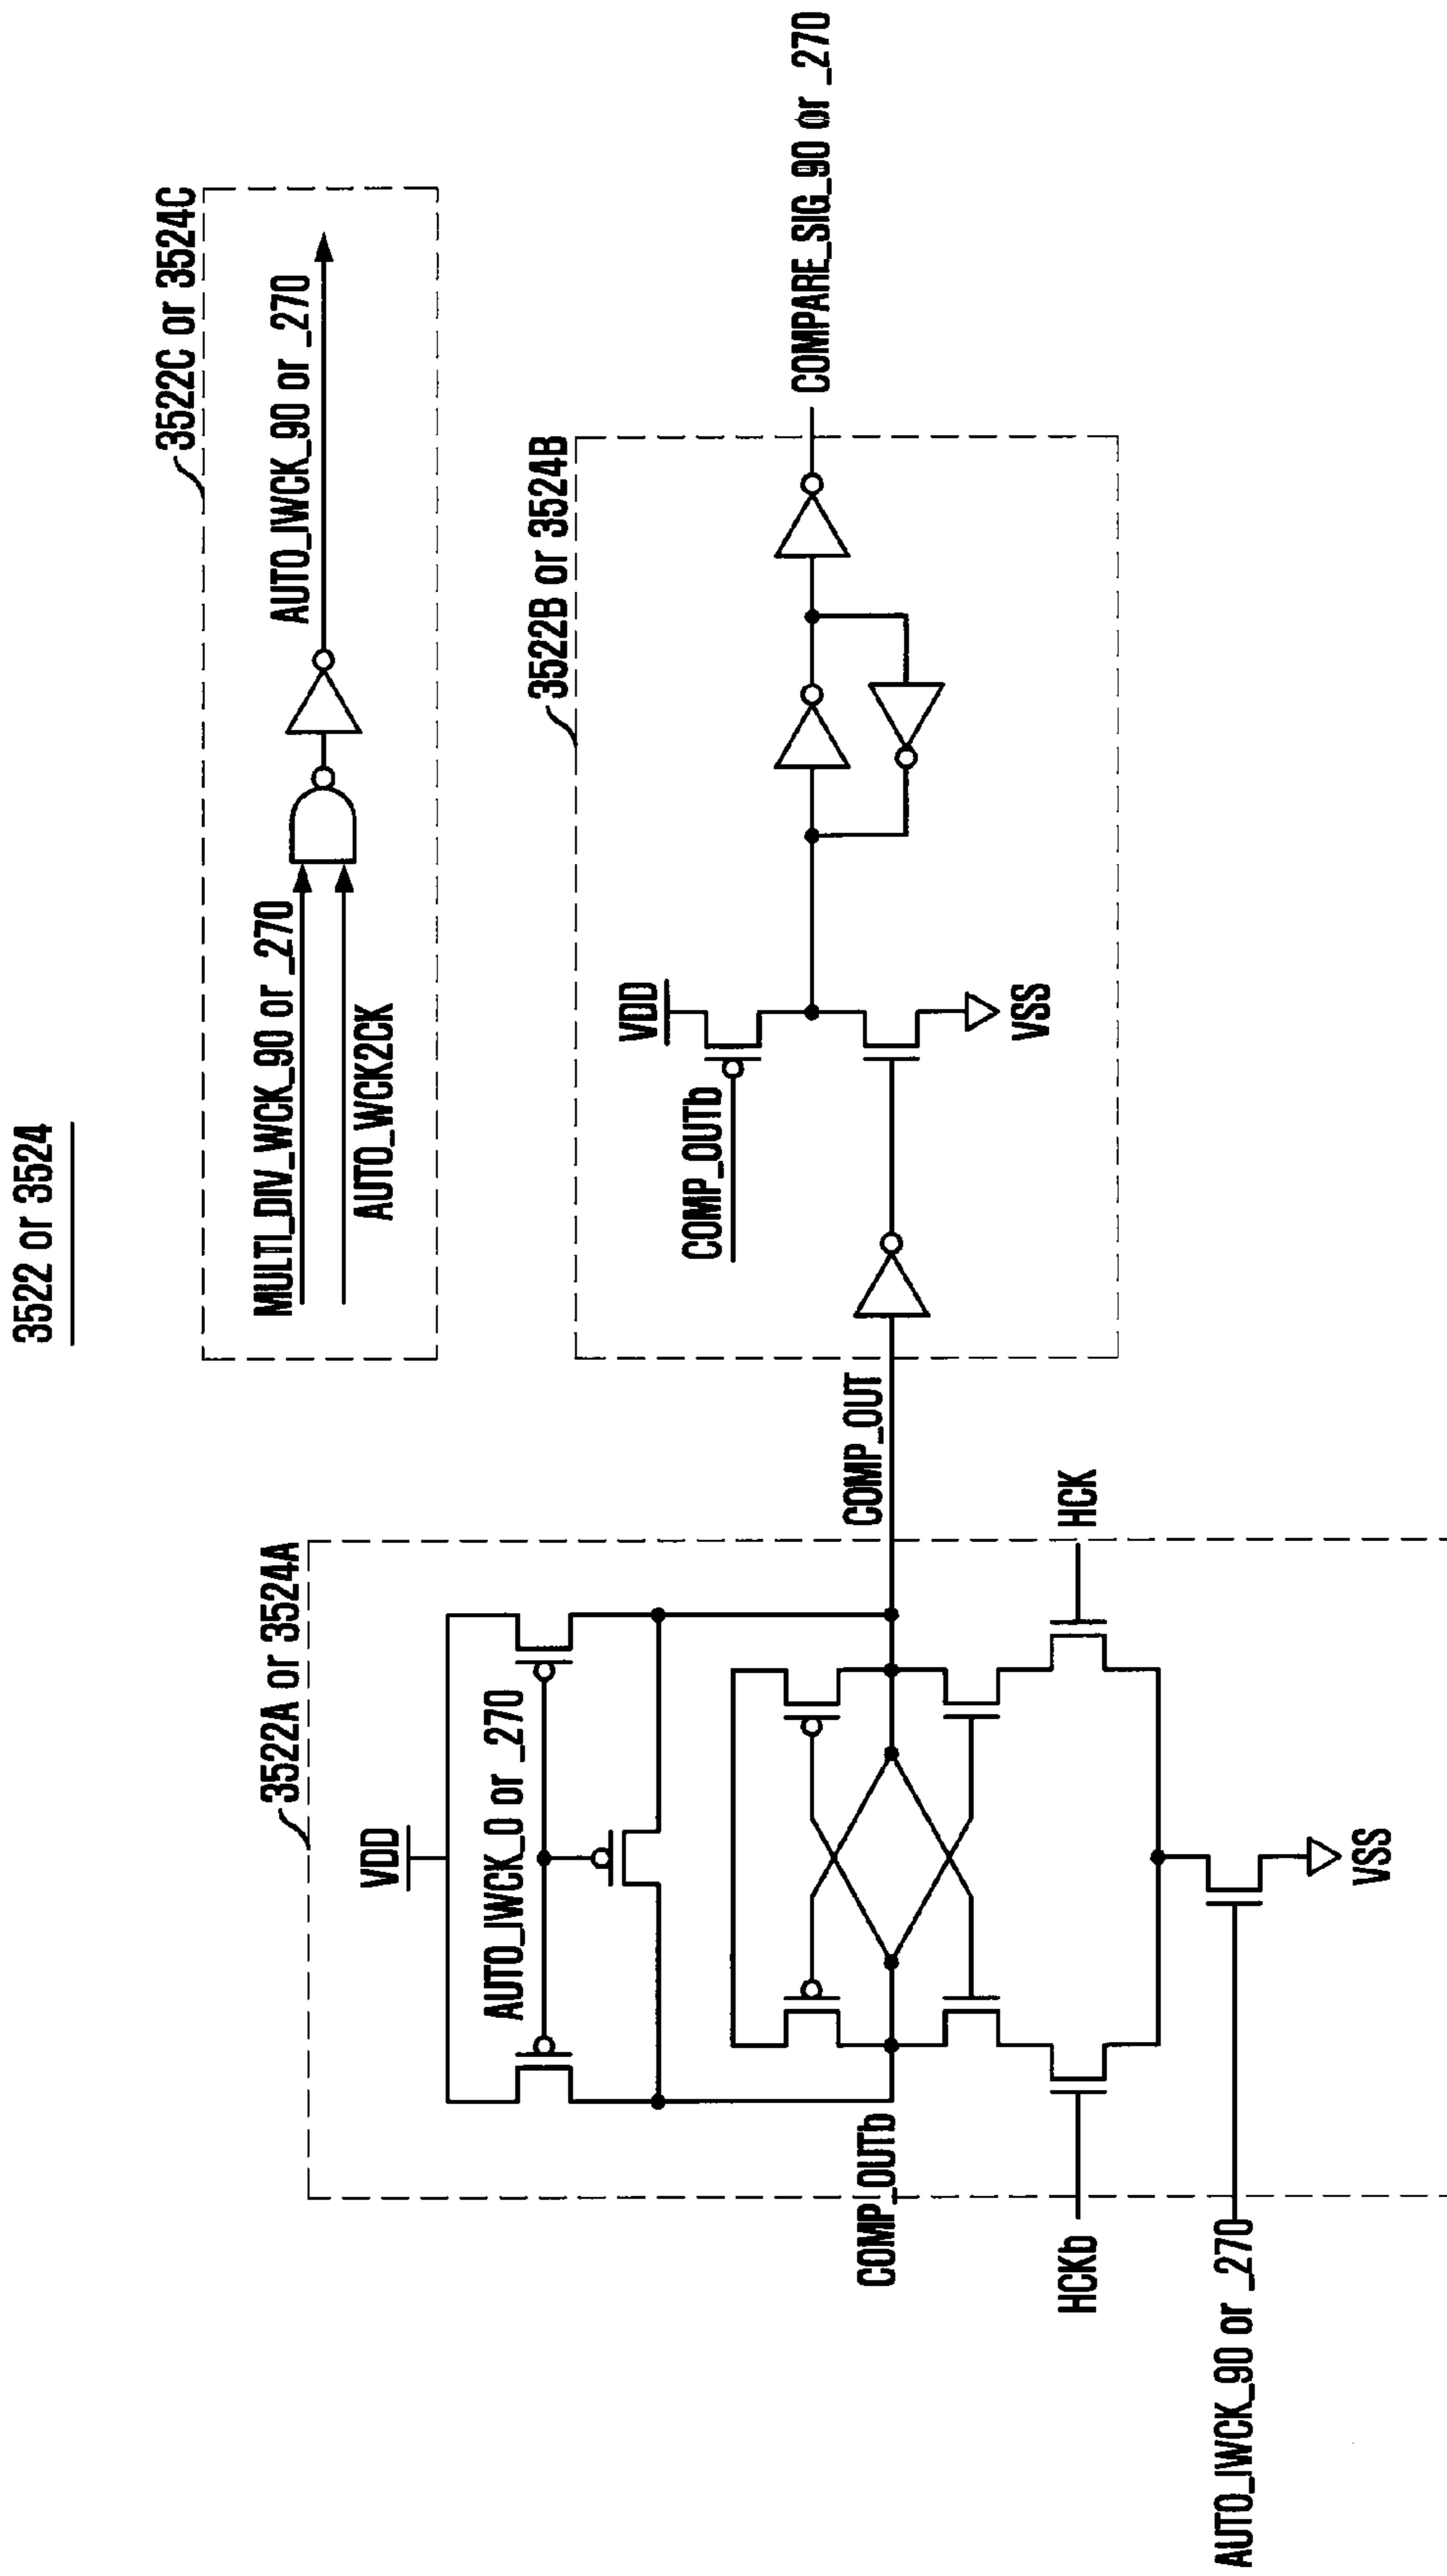 3522 or 3524
3522C or 3524C
MULTI_DIV_WCK_90 or _270
AUTO_WCK2CK
AUTO_IWCK_90 or _270
3522A or 3524A
VDD
AUTO_IWCK_0 or _270
COMP_OUTb
COMP_OUT
HCKb
HCK
AUTO_IWCK_90 or _270
VSS
3522B or 3524B
VDD
COMP_OUTb
VSS
COMPARE_SIG_90 or _270